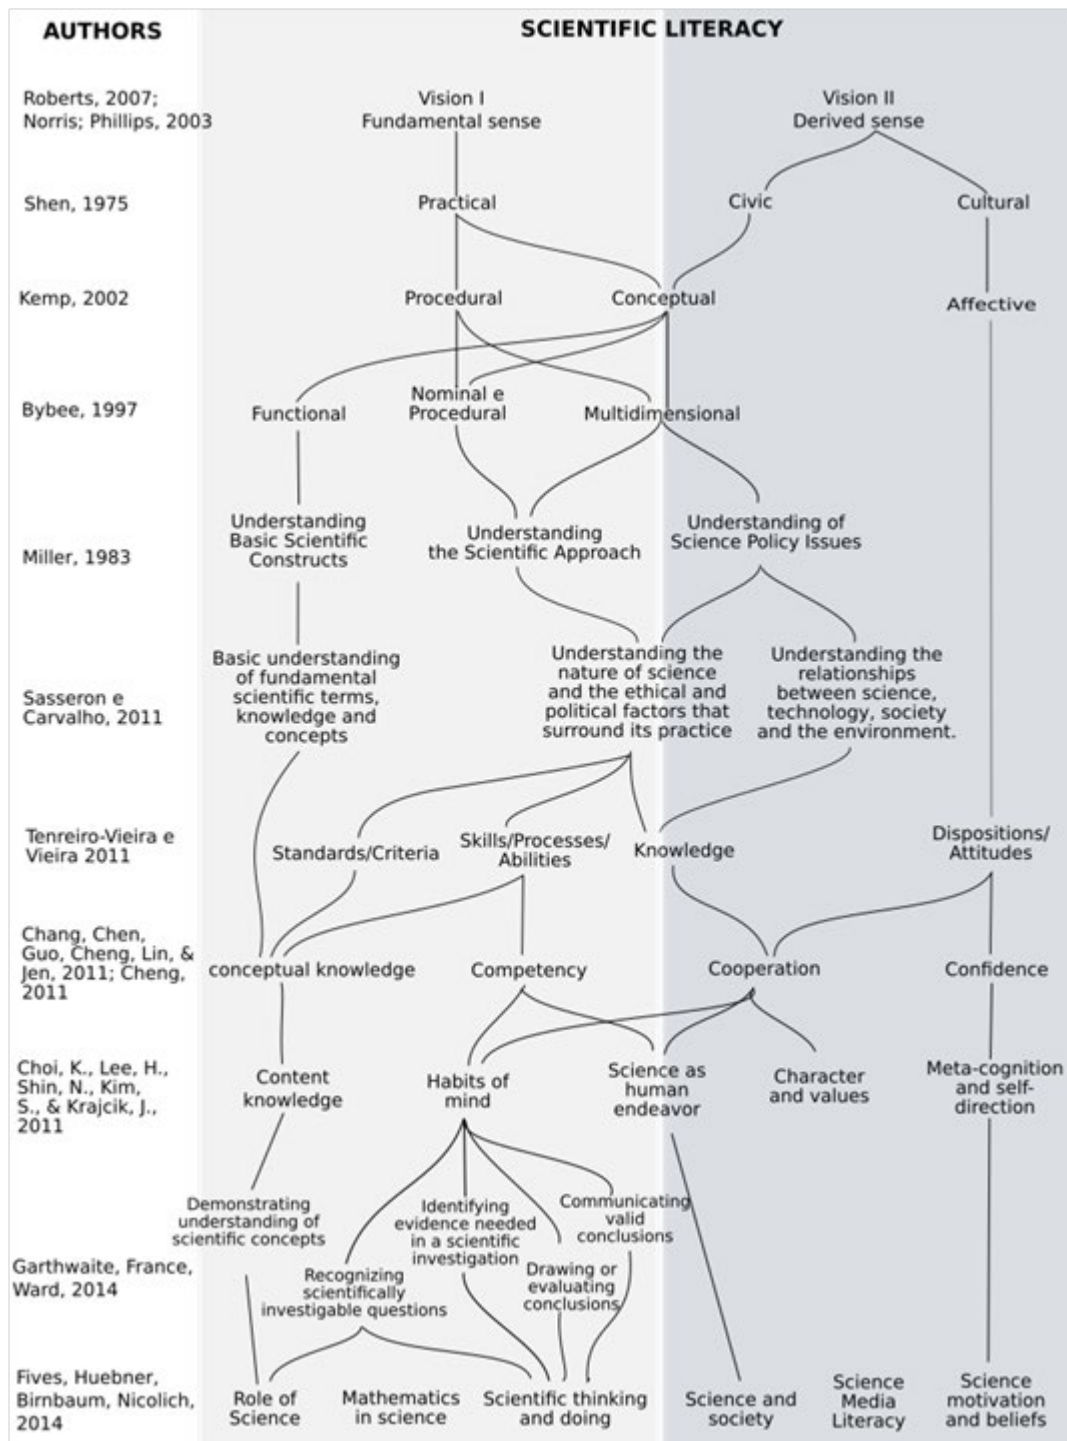 AUTHORS
SCIENTIFIC LITERACY
Roberts, 2007;
Norris; Phillips, 2003
Vision I
Fundamental sense
Vision II
Derived sense
Shen, 1975
Practical
Civic
Cultural
Kemp, 2002
Procedural
Conceptual
Affective
Bybee, 1997
Functional
Nominal e
Procedural
Multidimensional
Miller, 1983
Understanding
Basic Scientific
Constructs
Understanding
the Scientific Approach
Understanding of
Science Policy Issues
Sasseron e
Carvalho, 2011
Basic understanding
of fundamental
scientific terms,
knowledge and
concepts
Understanding the
nature of science
and the ethical and
political factors that
surround its practice
Understanding the
relationships
between science,
technology, society
and the environment.
Tenreiro-Vieira e
Vieira 2011
Standards/Criteria
Skills/Processes/
Abilities
Knowledge
Dispositions/
Attitudes
Chang, Chen,
Guo, Cheng, Lin, &
Jen, 2011; Cheng,
2011
conceptual knowledge
Competency
Cooperation
Confidence
Choi, K., Lee, H.,
Shin, N., Kim,
S., & Krajcik, J.,
2011
Content
knowledge
Habits of
mind
Science as
human
endeavor
Character
and values
Meta-cognition
and self-
direction
Garthwaite, France,
Ward, 2014
Demonstrating
understanding of
scientific concepts
Recognizing
scientifically
investigable questions
Identifying
evidence needed
in a scientific
investigation
Drawing or
evaluating
conclusions
Communicating
valid
conclusions
Fives, Huebner,
Birnbaum, Nicolich,
2014
Role of
Science
Mathematics
in science
Scientific thinking
and doing
Science and
society
Science
Media
Literacy
Science
motivation
and beliefs